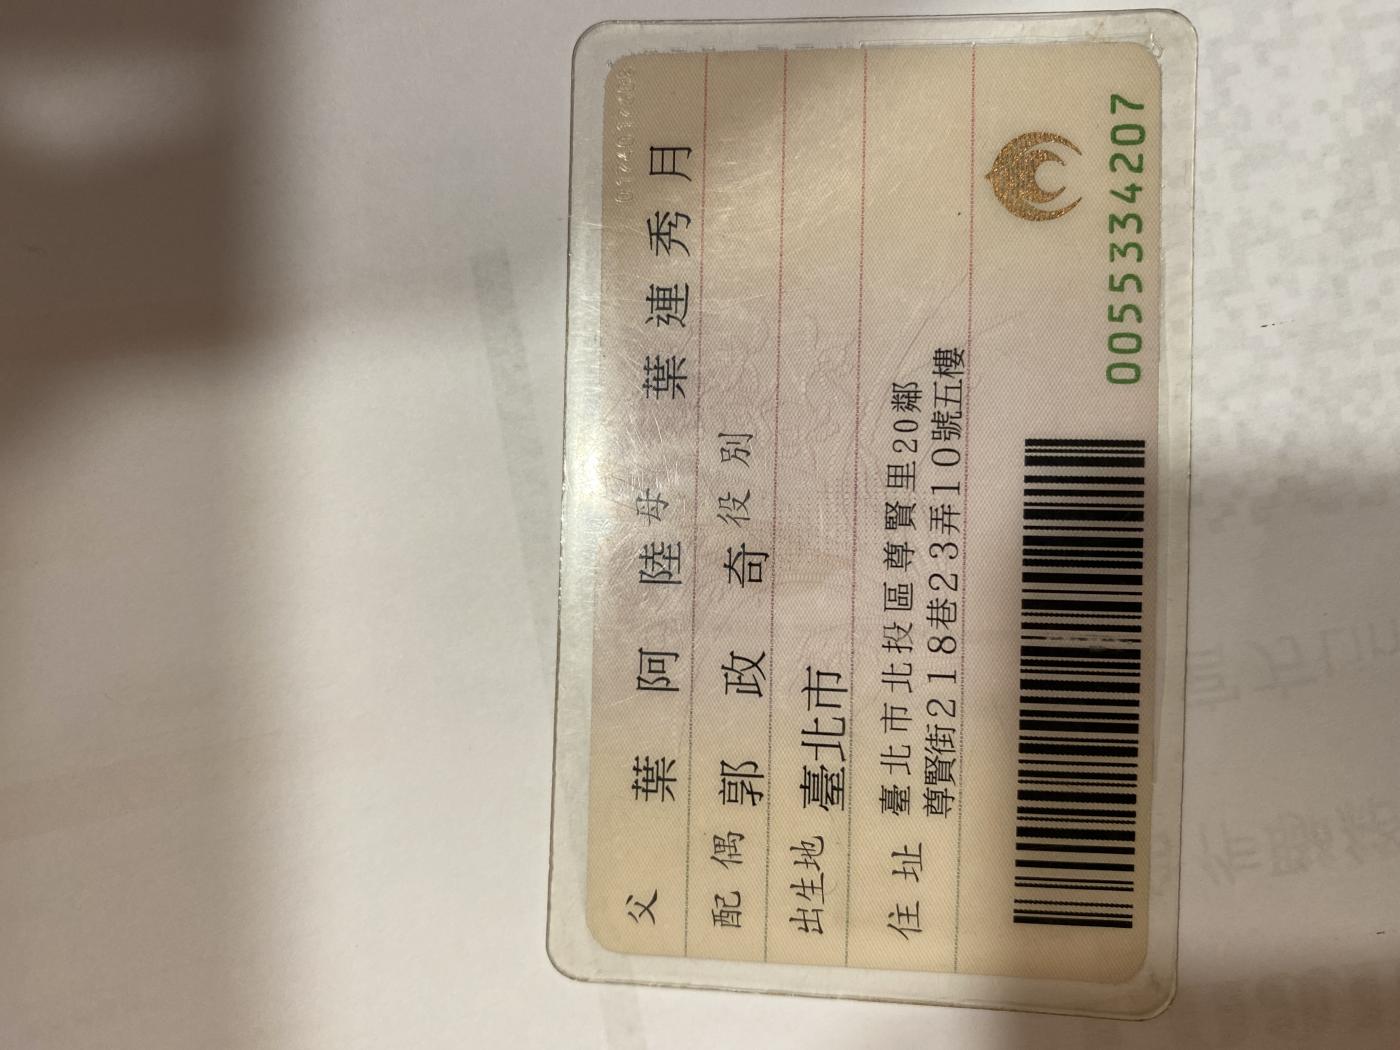 父 葉阿陸 母 葉連秀月
配偶 郭政奇 役別
出生地 臺北市
住址 臺北市北投區尊賢里20鄰
尊賢街218巷23弄10號五樓
0055334207